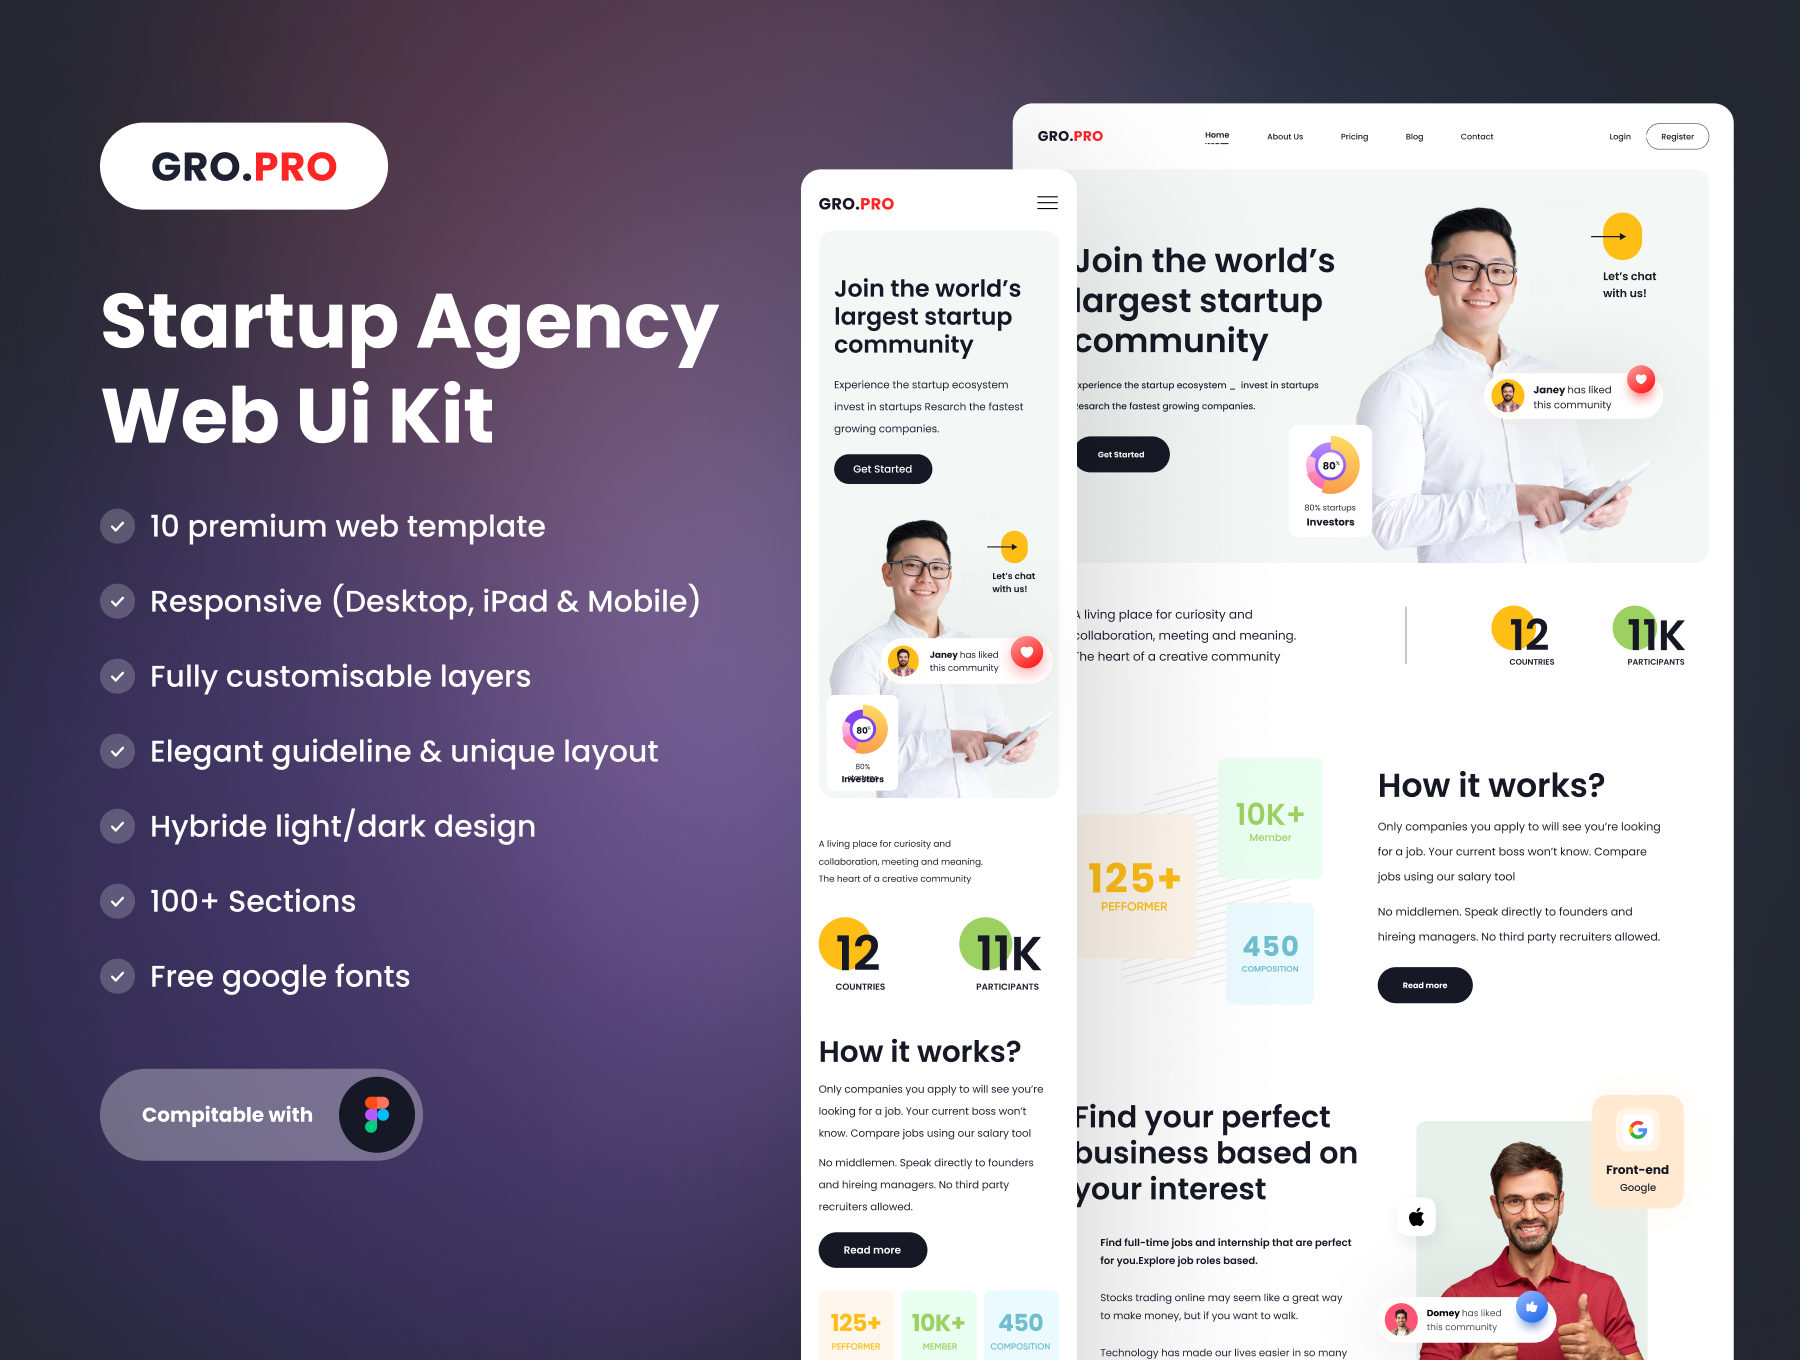 GRO.PRO
Startup Agency
Web Ui Kit
10 premium web template
Responsive (Desktop, iPad & Mobile)
Fully customisable layers
Elegant guideline & unique layout
Hybride light/dark design
100+ Sections
Free google fonts
Compitable with
GRO.PRO
Join the world's
largest startup
community
Experience the startup ecosystem
invest in startups Resarch the fastest
growing companies.
Get Started
Let's chat
with us!
Janey has liked
this community
80%
80%
Investors
A living place for curiosity and
collaboration, meeting and meaning.
The heart of a creative community
12
COUNTRIES
11K
PARTICIPANTS
How it works?
Only companies you apply to will see you're
looking for a job. Your current boss won't
know. Compare jobs using our salary tool
No middlemen. Speak directly to founders
and hireing managers. No third party
recruiters allowed.
Read more
125+
PEFFORMER
10K+
MEMBER
450
COMPOSITION
GRO.PRO
Home
About Us
Pricing
Blog
Contact
Login
Register
Join the world's
largest startup
community
xperience the startup ecosystem _ invest in startups
esarch the fastest growing companies.
Get Started
Let's chat
with us!
Janey has liked
this community
80%
80% startups
Investors
A living place for curiosity and
collaboration, meeting and meaning.
The heart of a creative community
12
COUNTRIES
11K
PARTICIPANTS
125+
PEFFORMER
10K+
Member
450
COMPOSITION
How it works?
Only companies you apply to will see you're looking
for a job. Your current boss won't know. Compare
jobs using our salary tool
No middlemen. Speak directly to founders and
hireing managers. No third party recruiters allowed.
Read more
Find your perfect
business based on
your interest
Find full-time jobs and internship that are perfect
for you.Explore job roles based.
Stocks trading online may seem like a great way
to make money, but if you want to walk.
Technology has made our lives easier in so many
Front-end
Google
Domey has liked
this community